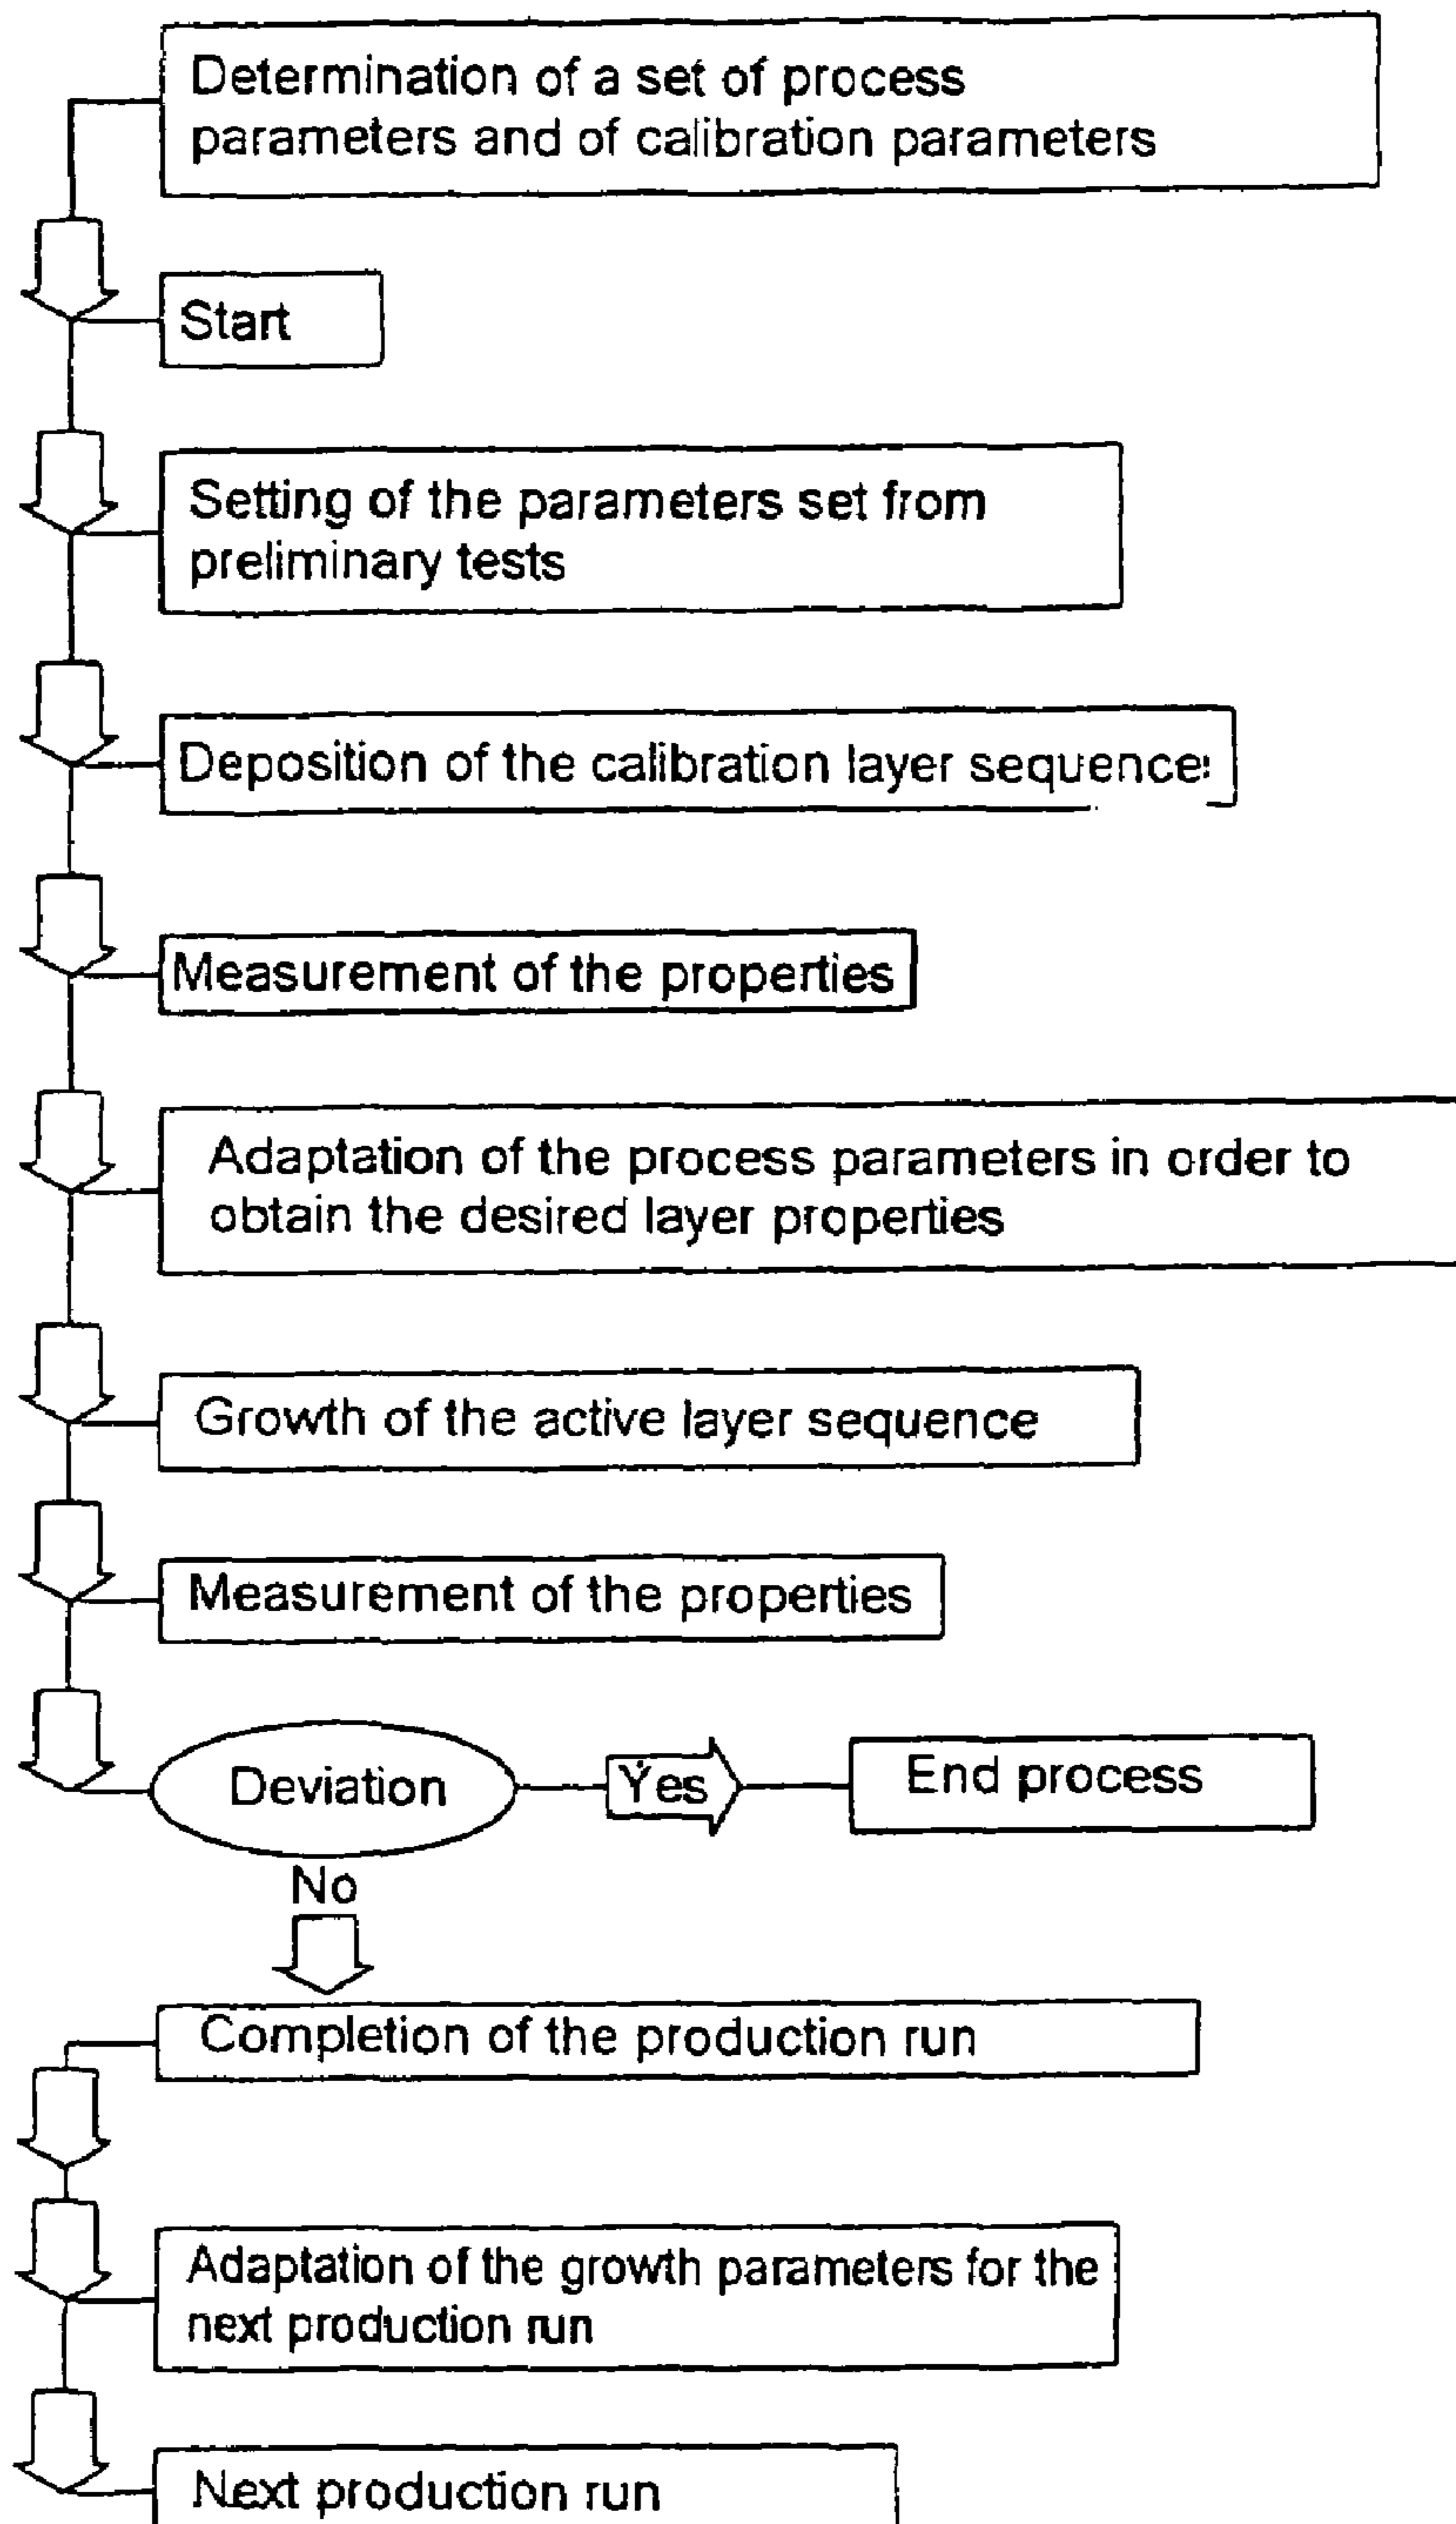 Determination of a set of process
parameters and of calibration parameters
Start
Setting of the parameters set from
preliminary tests
Deposition of the calibration layer sequence
Measurement of the properties
Adaptation of the process parameters in order to
obtain the desired layer properties
Growth of the active layer sequence
Measurement of the properties
Deviation
Yes
End process
No
Completion of the production run
Adaptation of the growth parameters for the
next production run
Next production run